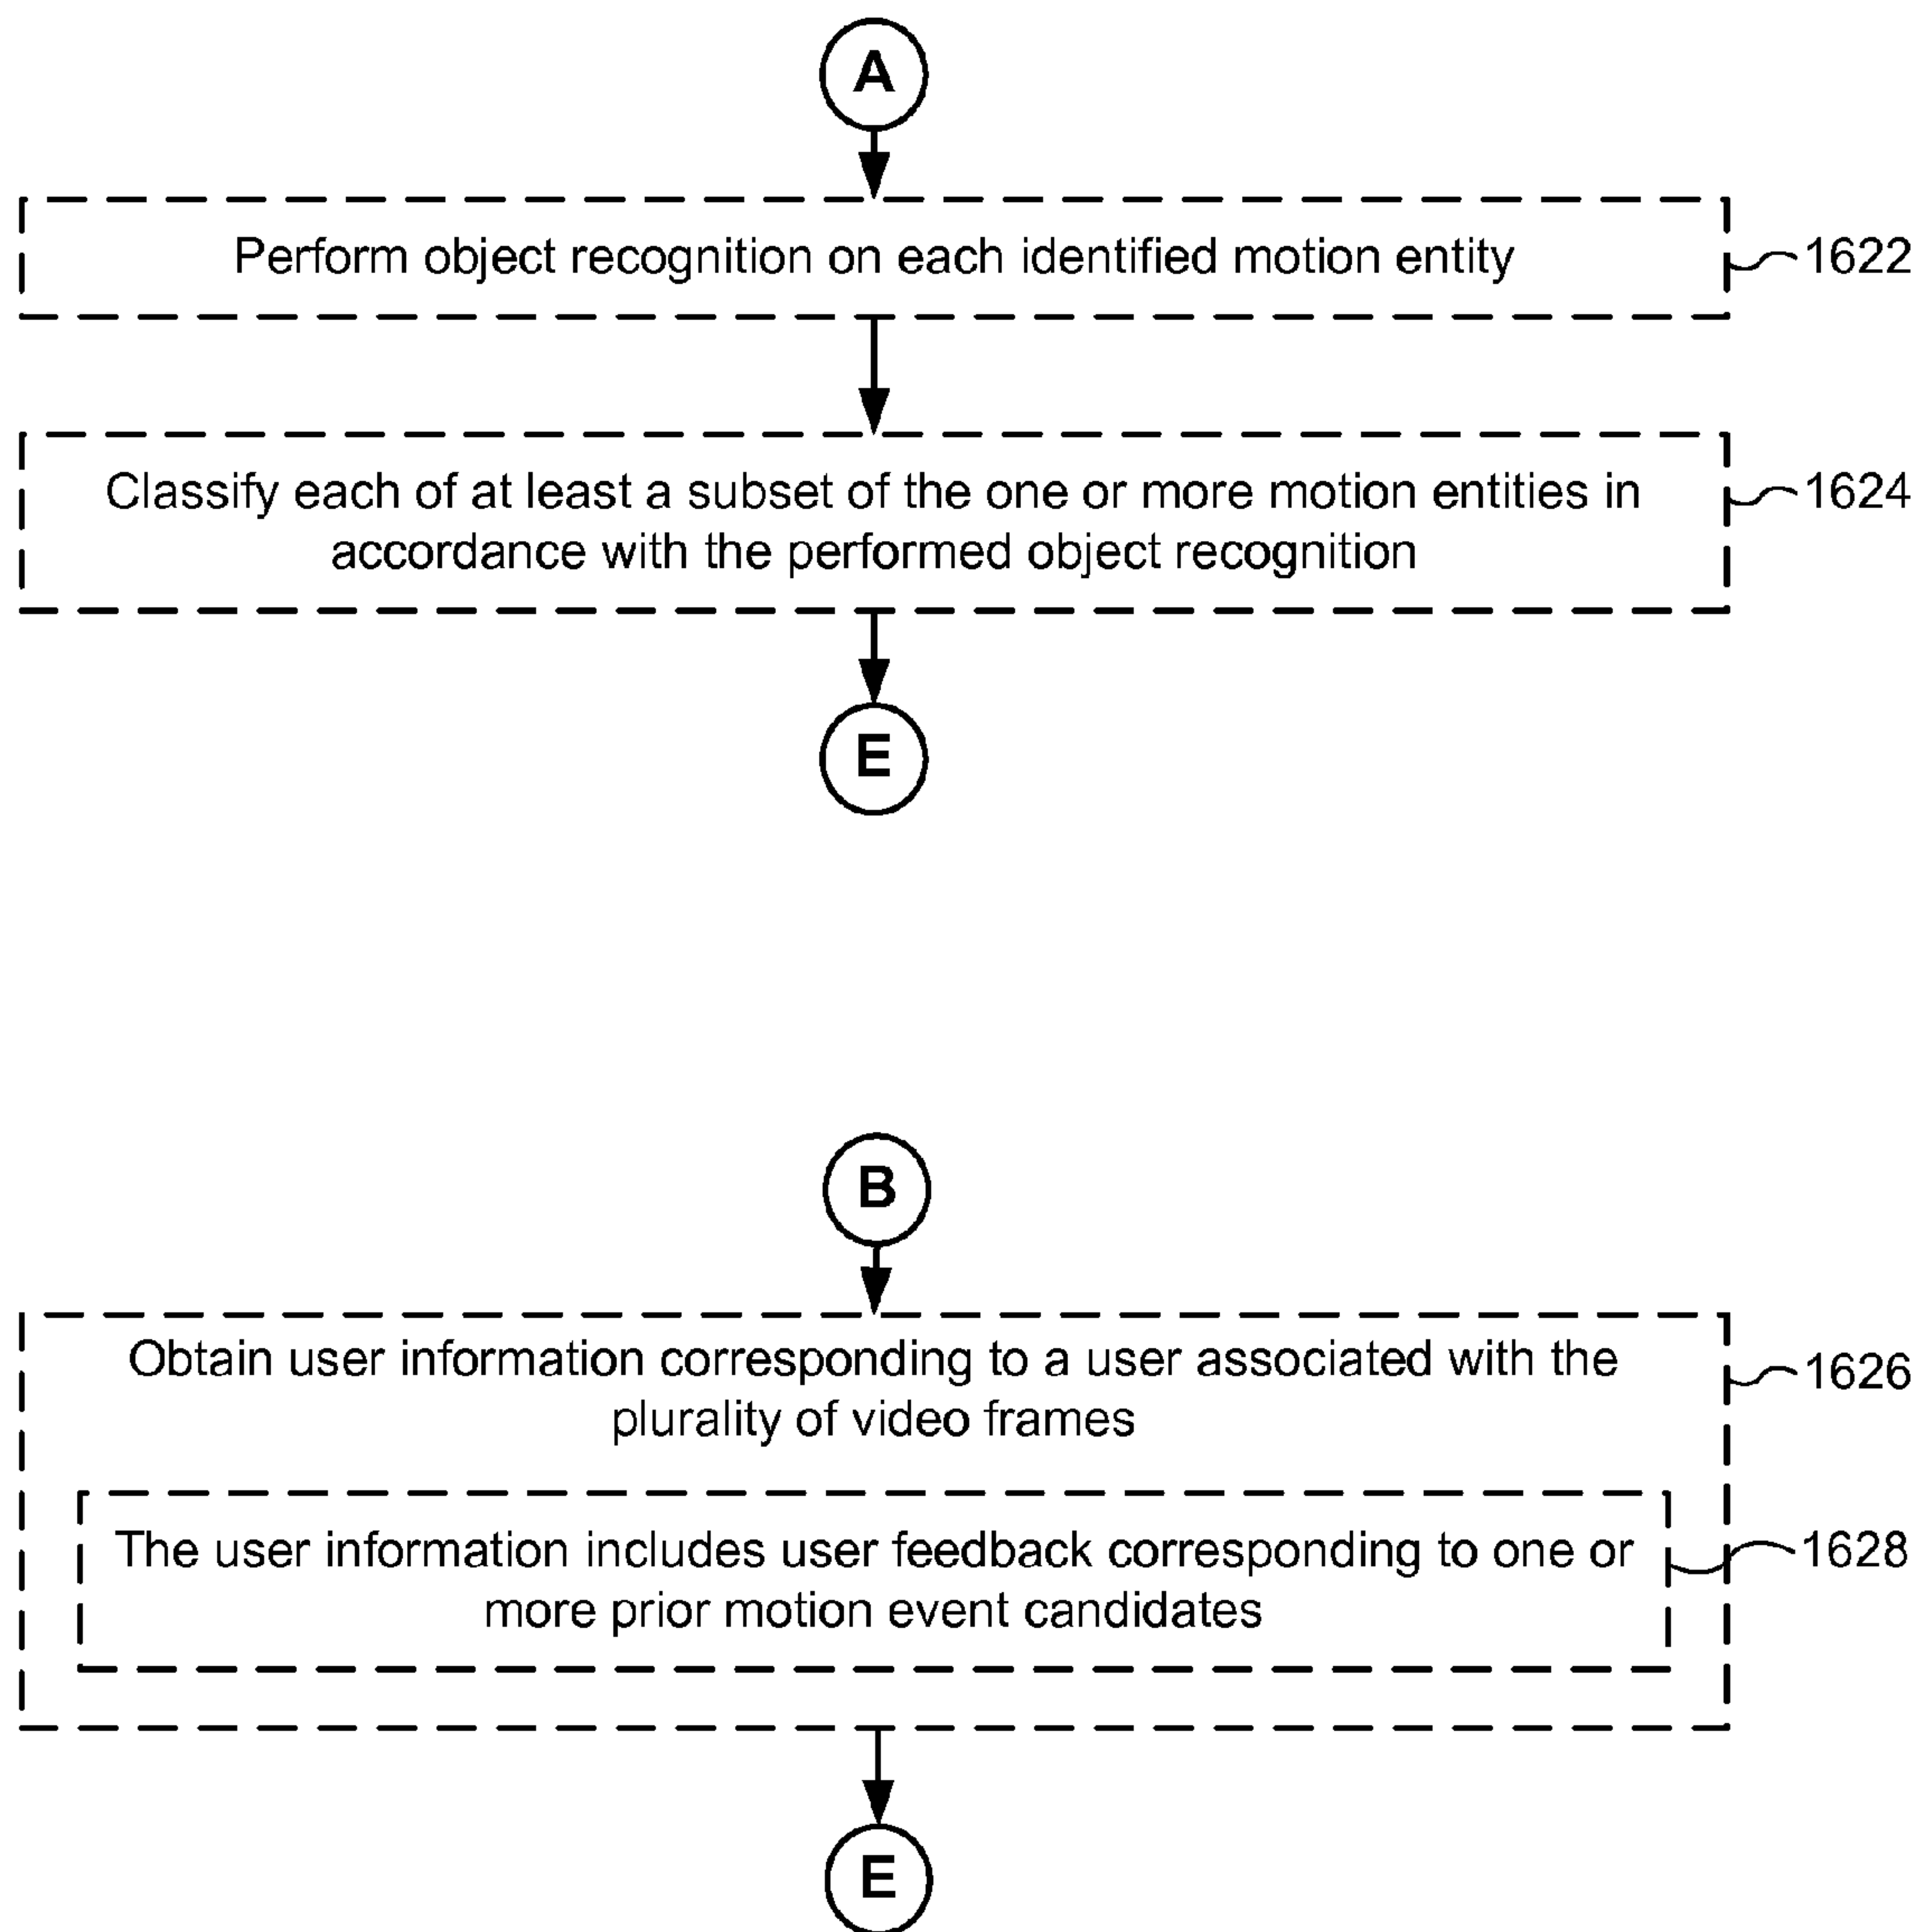 A
Perform object recognition on each identified motion entity
1622
Classify each of at least a subset of the one or more motion entities in
accordance with the performed object recognition
1624
E
B
Obtain user information corresponding to a user associated with the
plurality of video frames
1626
The user information includes user feedback corresponding to one or
more prior motion event candidates
1628
E